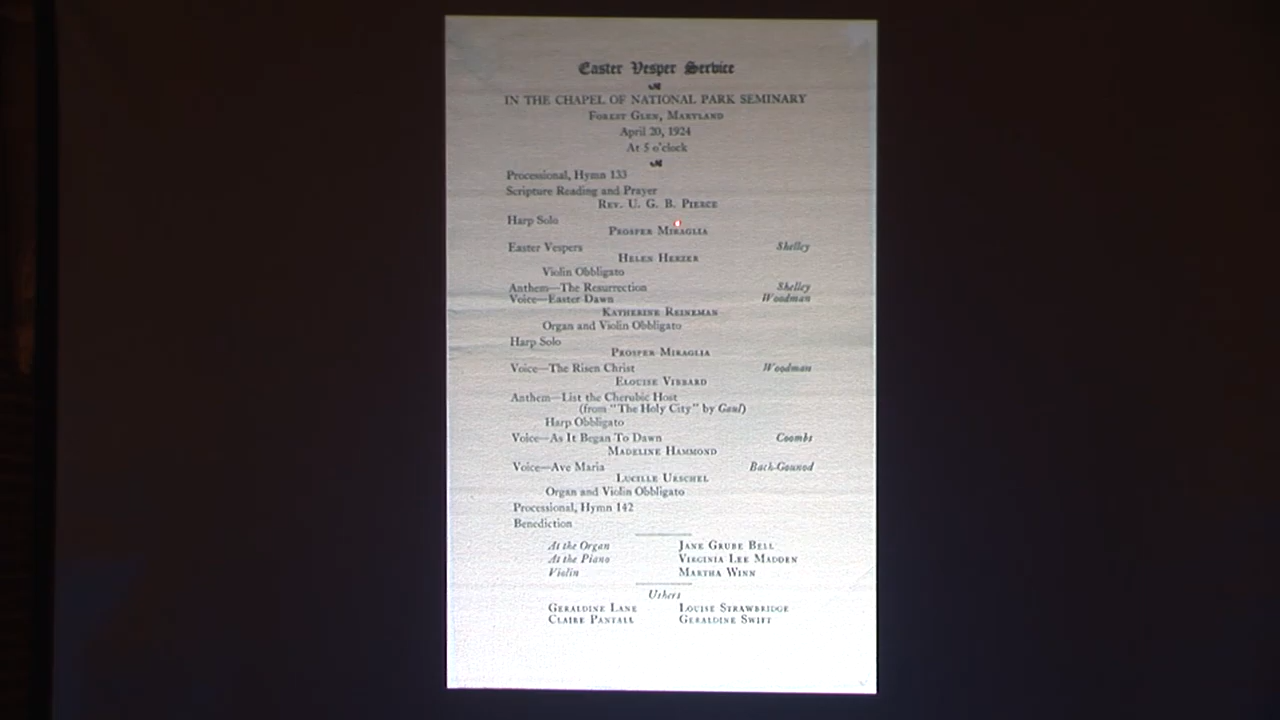 Easter Vesper Service
IN THE CHAPEL OF NATIONAL PARK SEMINARY
FOREST GLEN, MARYLAND
April 20, 1924
At 5 o'clock
Processional, Hymn 133
Scripture Reading and Prayer
REV. U. G. B. PIERCE
Harp Solo
PROSPER MIRAGLIA
Easter Vespers Shelley
HELEN
Violin Obbligato
Anthem—The Resurrection Shelley
Voice—Easter Dawn Woodman
KATHERINE REINEMAN
Organ and Violin Obbligato
Harp Solo
PROSPER MIRAGLIA
Voice—The Risen Christ Woodman
ELOUISE VIBBARD
Anthem—List the Cherubic Host
(from "The Holy City" by Gaul)
Harp Obbligato
Voice—As It Began To Dawn Coombs
MADELINE HAMMOND
Voice—Ave Maria Bach-Gounod
LUCILLE URSCHEL
Organ and Violin Obbligato
Processional, Hymn 142
Benediction
At the Organ JANE GRUBE BELL
At the Piano VIRGINIA LEE MADDEN
Violin MARTHA WINN
Ushers
GERALDINE LANE LOUISE STRAWBRIDGE
CLAIRE PANTALL GERALDINE SWIFT